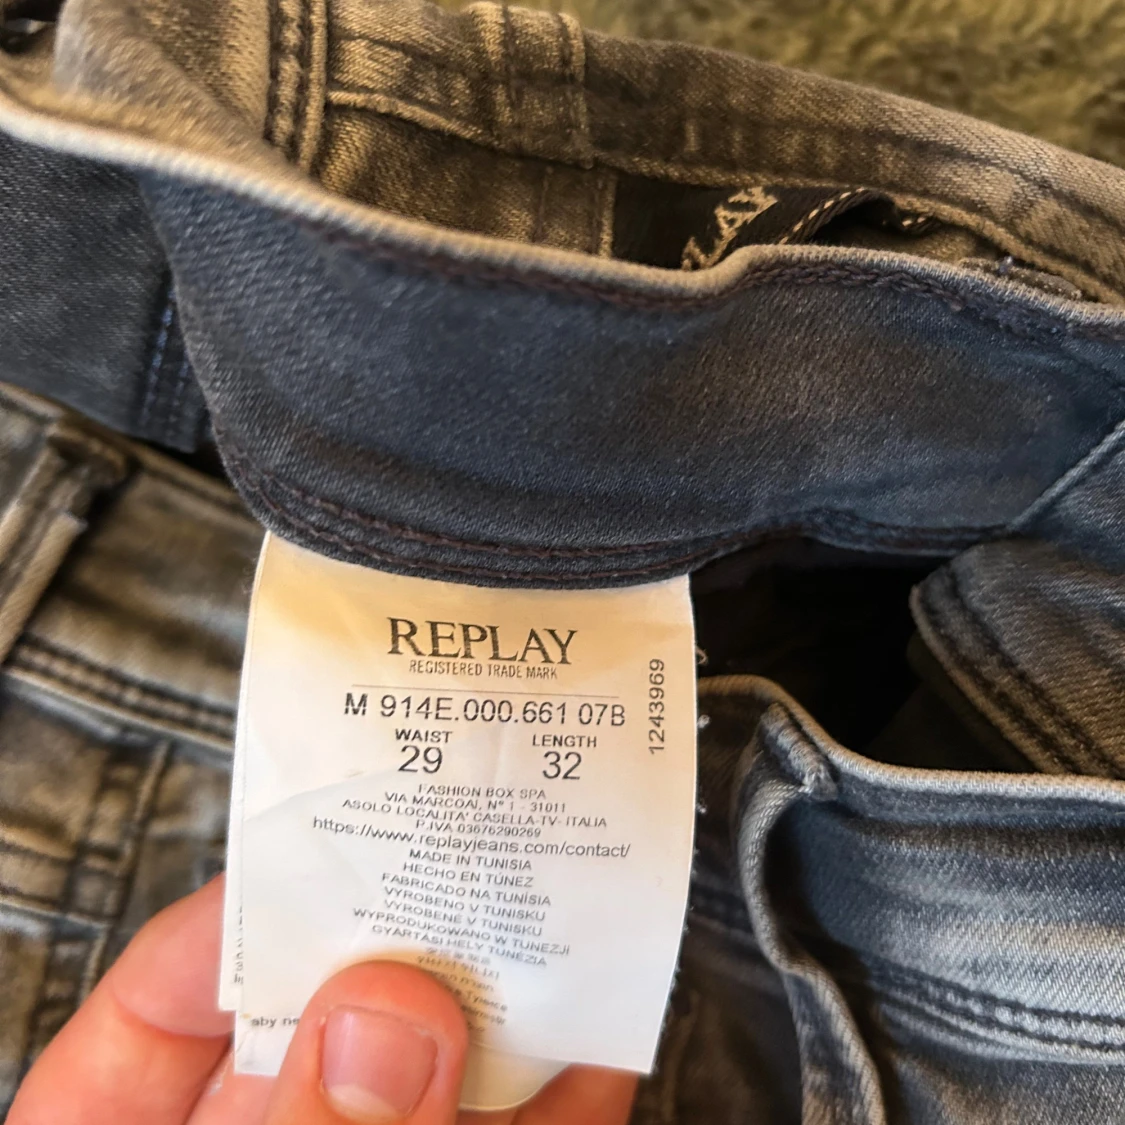 REPLAY
REGISTERED TRADE MARK
M 914E.000.661 07B
WAIST LENGTH
29 32
1243969
FASHION BOX SPA
VIA MARCOAI, N° 1 - 31011
ASOLO LOCALITA' CASELLA-TV- ITALIA
P.IVA 03676290269
https://www.replayjeans.com/contact/
MADE IN TUNISIA
HECHO EN TÚNEZ
FABRICADO NA TUNÍSIA
VYROBENO V TUNISKU
VYROBENÉ V TUNISKU
WYPRODUKOWANO W TUNEZJI
GYÁRTÁSI HELY TUNÉZIA